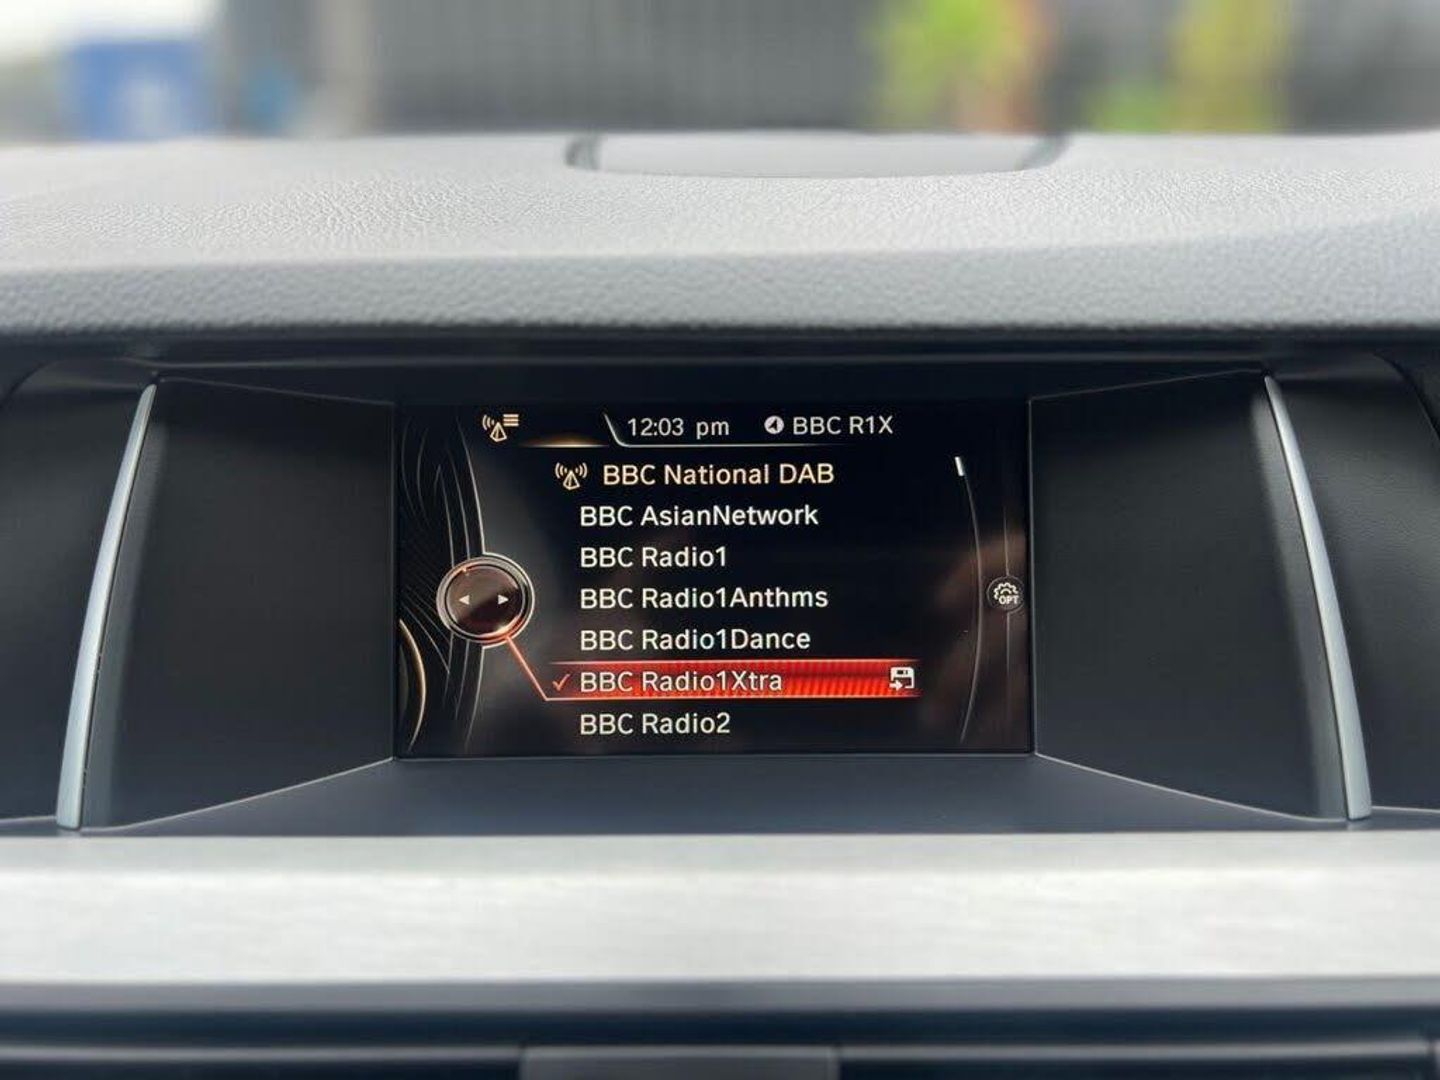 12:03 pm BBC R1X
BBC National DAB
BBC AsianNetwork
BBC Radio1
BBC Radio1Anthms
BBC Radio1Dance
BBC Radio1Xtra
OPT
BBC Radio2